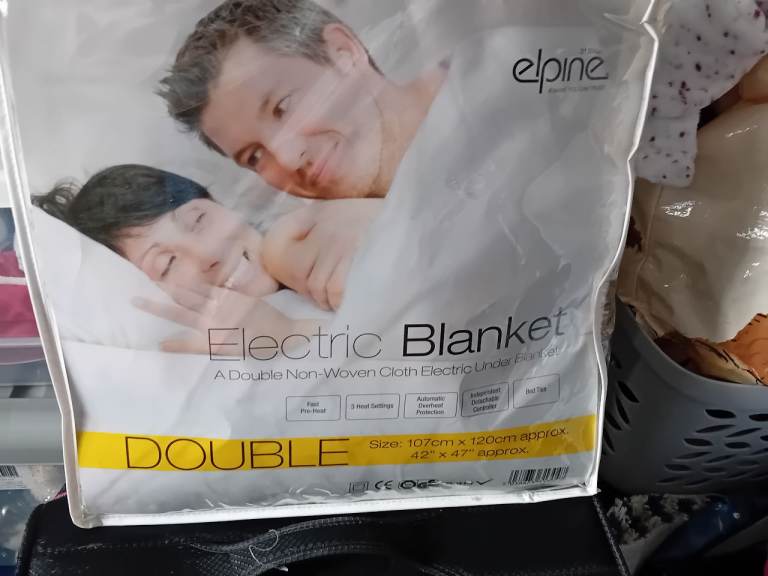 elpine
Electric Blanket
A Double Non-Woven Cloth Electric Under Blanket
Fast
Pre-Heat
3 Heat Settings
Automatic
Overheat
Protection
Independent
Detachable
Controller
Bed Ties
DOUBLE
Size: 107cm x 120cm approx.
42" x 47" approx.
CE